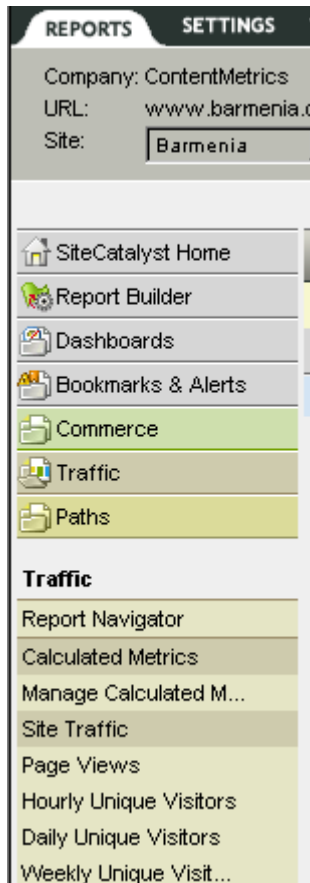 REPORTS SETTINGS
Company: ContentMetrics
URL: www.barmenia.
Site: Barmenia
SiteCatalyst Home
Report Builder
Dashboards
Bookmarks & Alerts
Commerce
Traffic
Paths
Traffic
Report Navigator
Calculated Metrics
Manage Calculated M...
Site Traffic
Page Views
Hourly Unique Visitors
Daily Unique Visitors
Weekly Unique Visit...